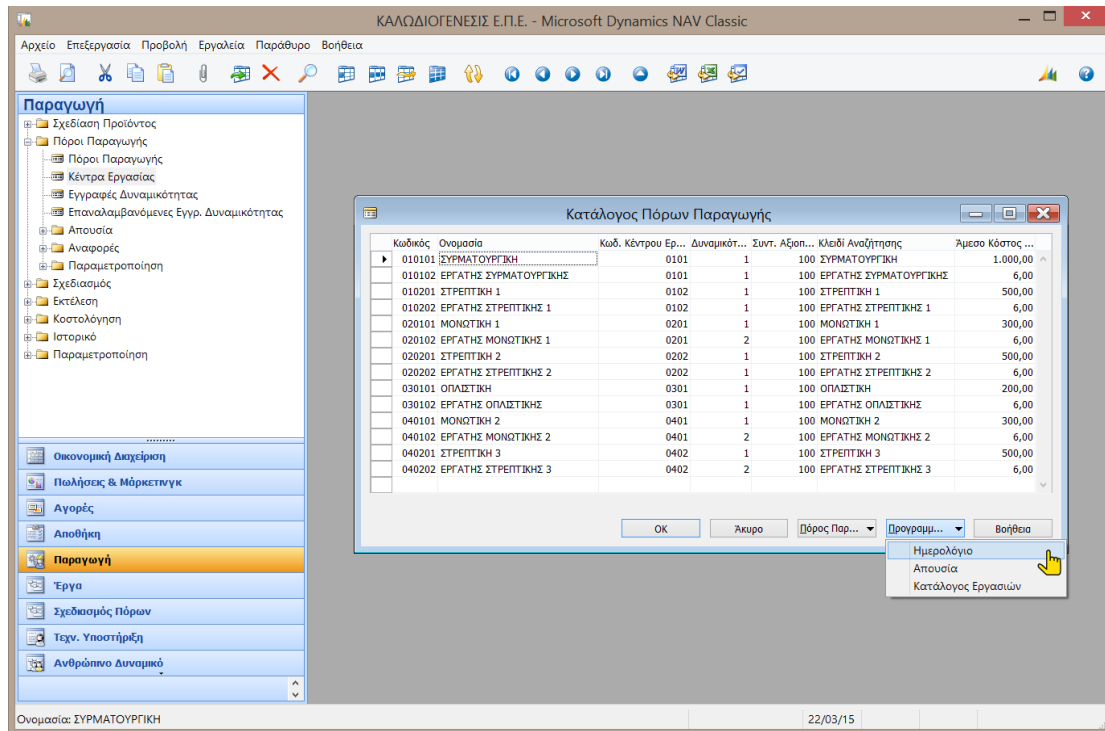 ΚΑΛΩΔΙΟΓΕΝΕΣΙΣ Ε.Π.Ε. - Microsoft Dynamics NAV Classic
Αρχείο Επεξεργασία Προβολή Εργαλεία Παράθυρο Βοήθεια
Παραγωγή
Σχεδίαση Προϊόντος
Πόροι Παραγωγής
Πόροι Παραγωγής
Κέντρα Εργασίας
Εγγραφές Δυναμικότητας
Επαναλαμβανόμενες Εγγρ. Δυναμικότητας
Απουσία
Αναφορές
Παραμετροποίηση
Σχεδιασμός
Εκτέλεση
Κοστολόγηση
Ιστορικό
Παραμετροποίηση
Οικονομική Διαχείριση
Πωλήσεις & Μάρκετινγκ
Αγορές
Αποθήκη
Παραγωγή
Έργα
Σχεδιασμός Πόρων
Τεχν. Υποστήριξη
Ανθρώπινο Δυναμικό
Κατάλογος Πόρων Παραγωγής
Κωδικός Ονομασία Κωδ. Κέντρου Ερ... Δυναμικότ... Συντ. Αξιοπ... Κλειδί Αναζήτησης Άμεσο Κόστος ...
010101 ΣΥΡΜΑΤΟΥΡΓΙΚΗ 0101 1 100 ΣΥΡΜΑΤΟΥΡΓΙΚΗ 1.000,00
010102 ΕΡΓΑΤΗΣ ΣΥΡΜΑΤΟΥΡΓΙΚΗΣ 0101 1 100 ΕΡΓΑΤΗΣ ΣΥΡΜΑΤΟΥΡΓΙΚΗΣ 6,00
010201 ΣΤΡΕΠΤΙΚΗ 1 0102 1 100 ΣΤΡΕΠΤΙΚΗ 1 500,00
010202 ΕΡΓΑΤΗΣ ΣΤΡΕΠΤΙΚΗΣ 1 0102 1 100 ΕΡΓΑΤΗΣ ΣΤΡΕΠΤΙΚΗΣ 1 6,00
020101 ΜΟΝΩΤΙΚΗ 1 0201 1 100 ΜΟΝΩΤΙΚΗ 1 300,00
020102 ΕΡΓΑΤΗΣ ΜΟΝΩΤΙΚΗΣ 1 0201 2 100 ΕΡΓΑΤΗΣ ΜΟΝΩΤΙΚΗΣ 1 6,00
020201 ΣΤΡΕΠΤΙΚΗ 2 0202 1 100 ΣΤΡΕΠΤΙΚΗ 2 500,00
020202 ΕΡΓΑΤΗΣ ΣΤΡΕΠΤΙΚΗΣ 2 0202 1 100 ΕΡΓΑΤΗΣ ΣΤΡΕΠΤΙΚΗΣ 2 6,00
030101 ΟΠΛΙΣΤΙΚΗ 0301 1 100 ΟΠΛΙΣΤΙΚΗ 200,00
030102 ΕΡΓΑΤΗΣ ΟΠΛΙΣΤΙΚΗΣ 0301 1 100 ΕΡΓΑΤΗΣ ΟΠΛΙΣΤΙΚΗΣ 6,00
040101 ΜΟΝΩΤΙΚΗ 2 0401 1 100 ΜΟΝΩΤΙΚΗ 2 300,00
040102 ΕΡΓΑΤΗΣ ΜΟΝΩΤΙΚΗΣ 2 0401 2 100 ΕΡΓΑΤΗΣ ΜΟΝΩΤΙΚΗΣ 2 6,00
040201 ΣΤΡΕΠΤΙΚΗ 3 0402 1 100 ΣΤΡΕΠΤΙΚΗ 3 500,00
040202 ΕΡΓΑΤΗΣ ΣΤΡΕΠΤΙΚΗΣ 3 0402 2 100 ΕΡΓΑΤΗΣ ΣΤΡΕΠΤΙΚΗΣ 3 6,00
OK Άκυρο Πόρος Παρ... Προγραμμ... Βοήθεια
Ημερολόγιο
Απουσία
Κατάλογος Εργασιών
Ονομασία: ΣΥΡΜΑΤΟΥΡΓΙΚΗ 22/03/15